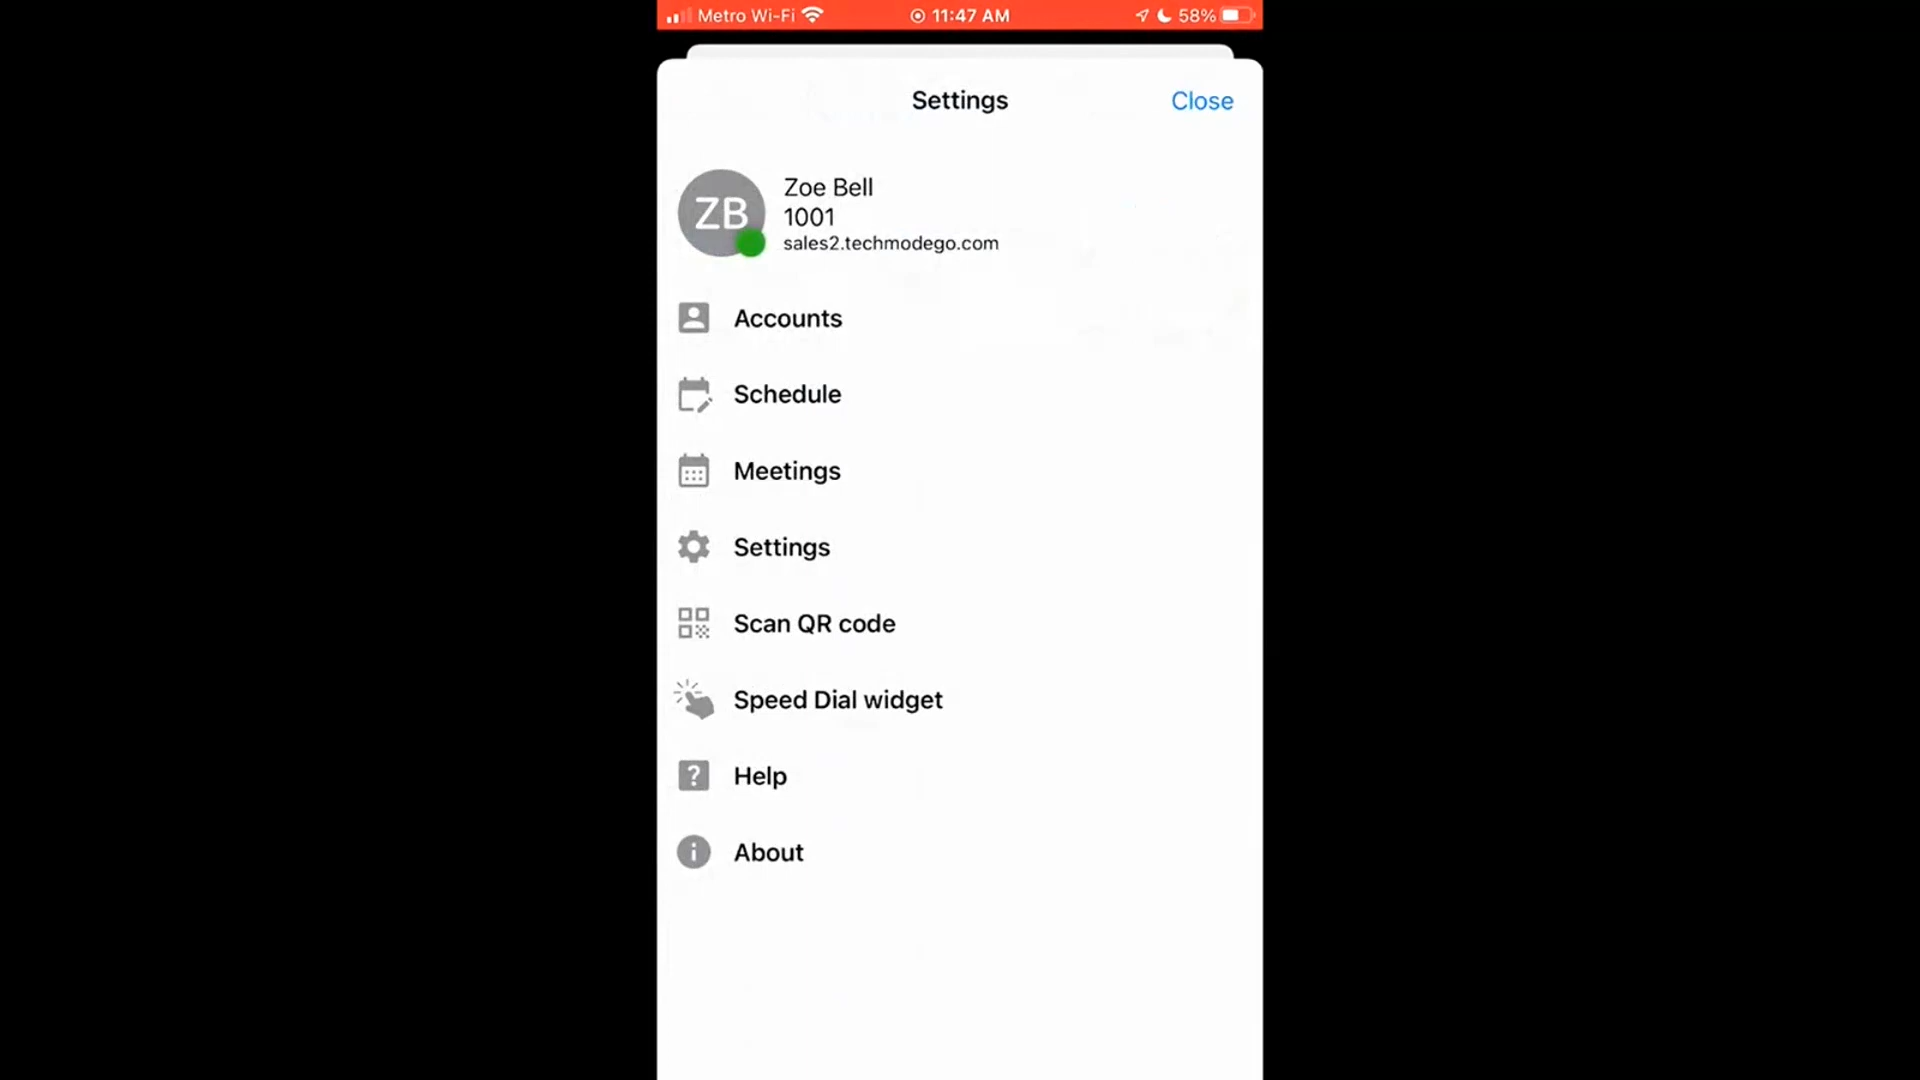 Metro Wi-Fi 11:47 AM 58%
Settings Close
ZB
Zoe Bell
1001
sales2.techmodego.com
Accounts
Schedule
Meetings
Settings
Scan QR code
Speed Dial widget
? Help
i About